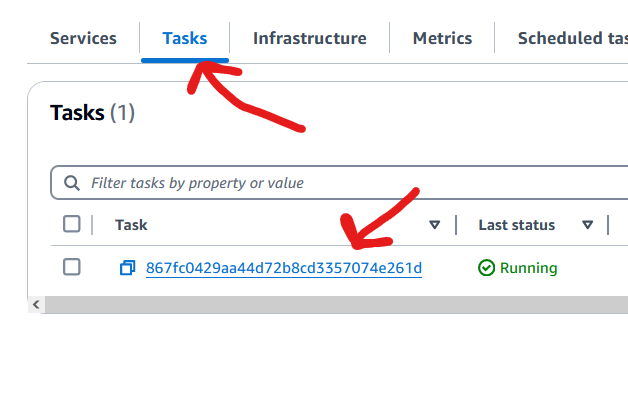 Services Tasks Infrastructure Metrics Scheduled tas
Tasks (1)
Filter tasks by property or value
Task Last status
867fc0429aa44d72b8cd3357074e261d Running